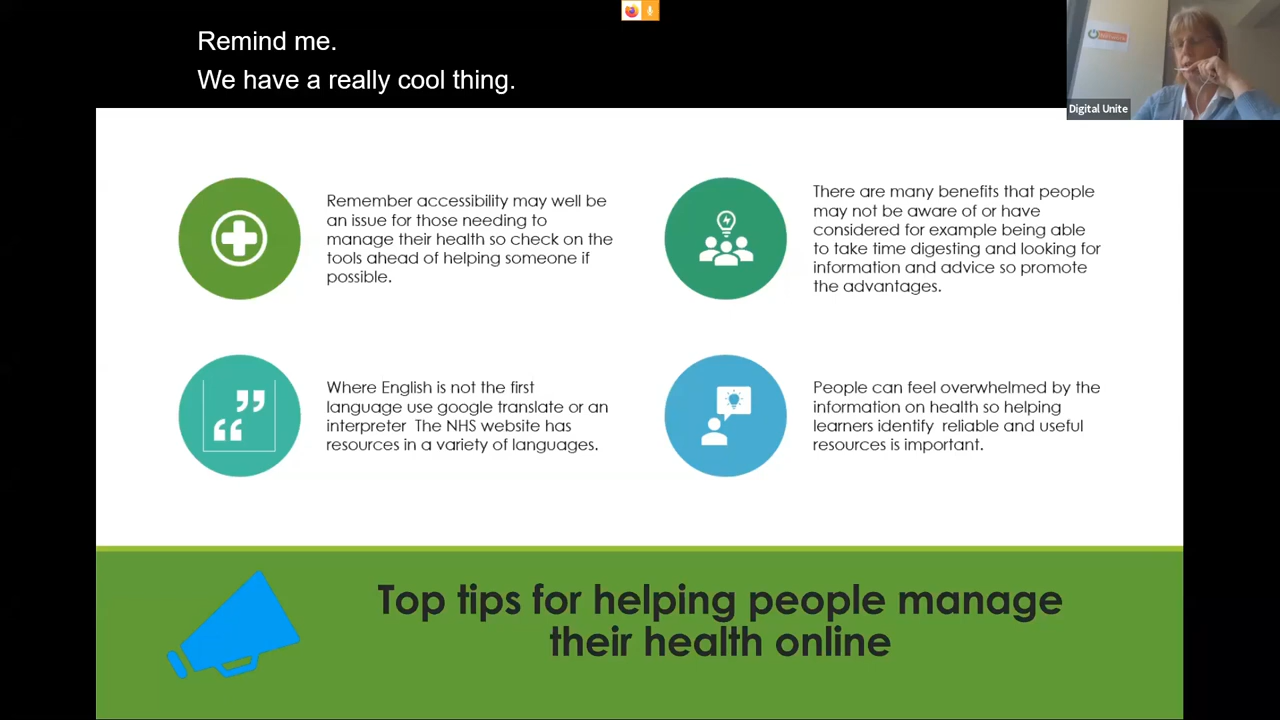 Remind me.
We have a really cool thing.
Digital Unite
Remember accessibility may well be
an issue for those needing to
manage their health so check on the
tools ahead of helping someone if
possible.
There are many benefits that people
may not be aware of or have
considered for example being able
to take time digesting and looking for
information and advice so promote
the advantages.
Where English is not the first
language use google translate or an
interpreter  The NHS website has
resources in a variety of languages.
People can feel overwhelmed by the
information on health so helping
learners identify  reliable and useful
resources is important.
Top tips for helping people manage
their health online